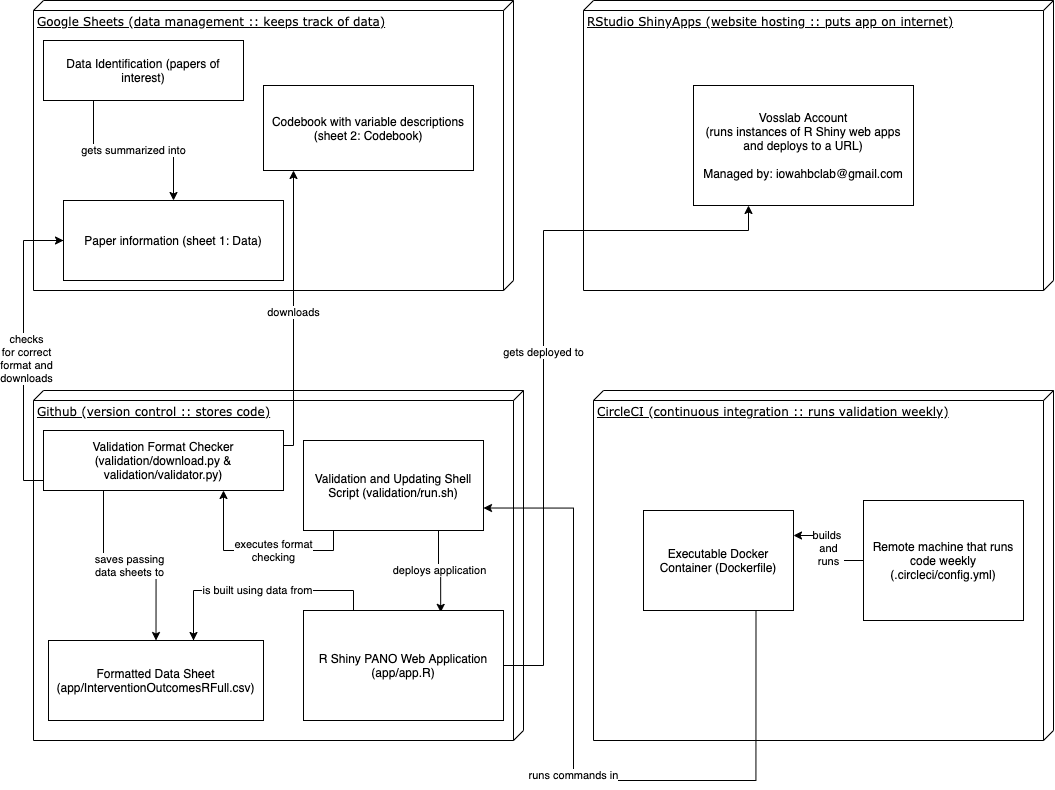 Google Sheets (data management :: keeps track of data)
Data Identification (papers of
interest)
gets summarized into
Codebook with variable descriptions
(sheet 2: Codebook)
Paper information (sheet 1: Data)
RStudio ShinyApps (website hosting :: puts app on internet)
Vosslab Account
(runs instances of R Shiny web apps
and deploys to a URL)
Managed by: iowahbclab@gmail.com
checks
for correct
format and
downloads
downloads
gets deployed to
Github (version control :: stores code)
Validation Format Checker
(validation/download.py &
validation/validator.py)
Validation and Updating Shell
Script (validation/run.sh)
executes format
checking
saves passing
data sheets to
deploys application
is built using data from
Formatted Data Sheet
(app/InterventionOutcomesRFull.csv)
R Shiny PANO Web Application
(app/app.R)
CircleCI (continuous integration :: runs validation weekly)
Executable Docker
Container (Dockerfile)
builds
and
runs
Remote machine that runs
code weekly
(.circleci/config.yml)
runs commands in